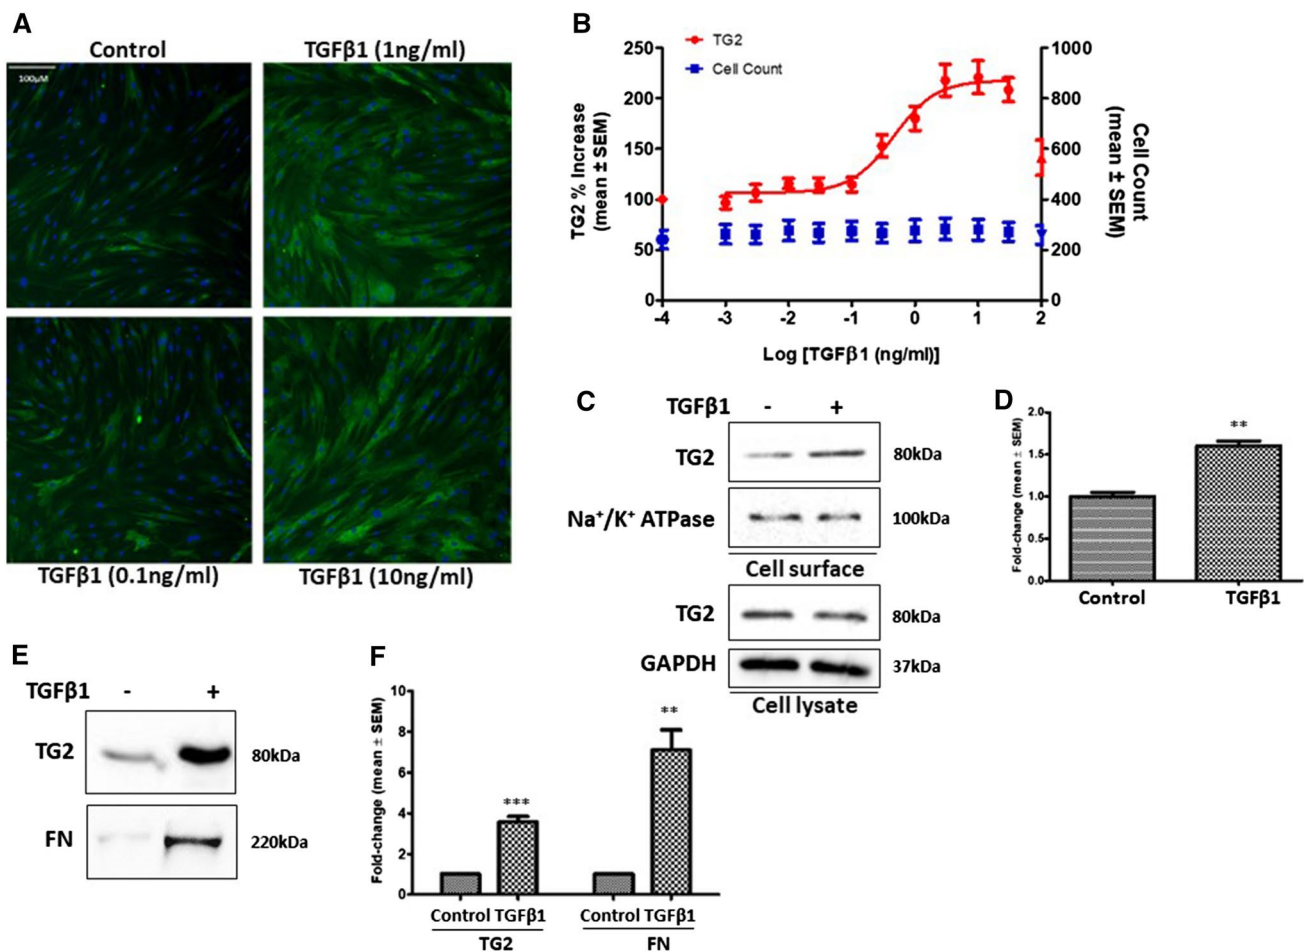 A
Control
TGFβ1 (1ng/ml)
100µM
TGFβ1 (0.1ng/ml)
TGFβ1 (10ng/ml)
B
TG2
Cell Count
TG2 % Increase
(mean ± SEM)
250
200
150
100
50
0
1000
800
600
400
200
0
Cell Count
(mean ± SEM)
-4 -3 -2 -1 0 1 2
Log [TGFβ1 (ng/ml)]
C
TGFβ1 - +
TG2 80kDa
Na⁺/K⁺ ATPase 100kDa
Cell surface
TG2 80kDa
GAPDH 37kDa
Cell lysate
D
Fold-change (mean ± SEM)
2.0
1.5
1.0
0.5
0.0
**
Control TGFβ1
E
TGFβ1 - +
TG2 80kDa
FN 220kDa
F
Fold-change (mean ± SEM)
10
8
6
4
2
0
***
**
Control TGFβ1 Control TGFβ1
TG2 FN